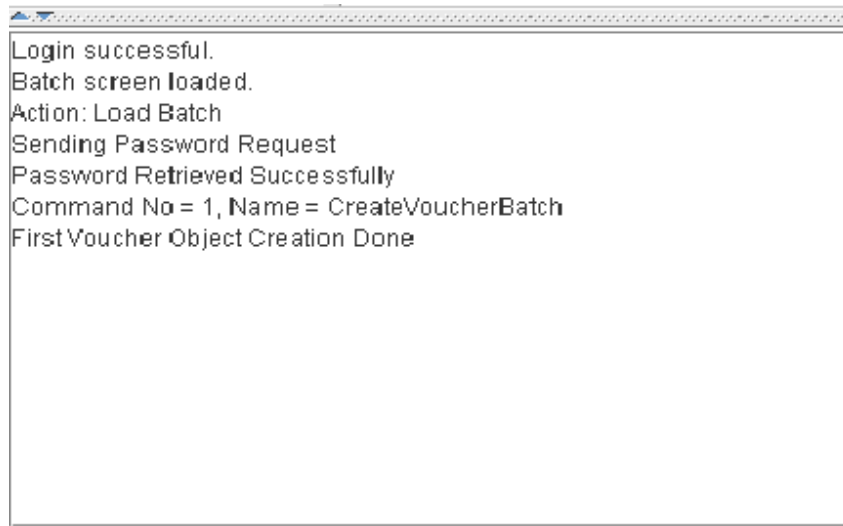 Login successful.
Batch screen loaded.
Action: Load Batch
Sending Password Request
Password Retrieved Successfully
Command No = 1, Name = CreateVoucherBatch
First Voucher Object Creation Done